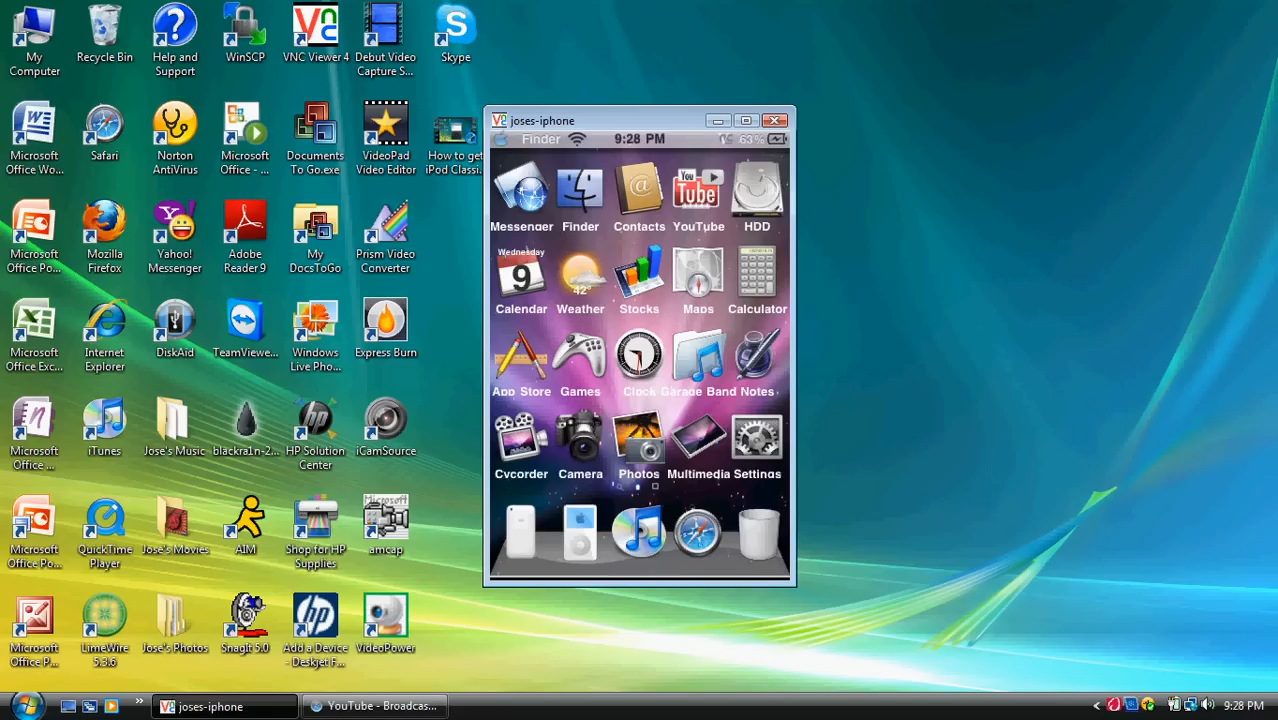 My Computer
Recycle Bin
Help and Support
WinSCP
VNC Viewer 4
Debut Video Capture S...
Skype
Microsoft Office Wo...
Safari
Norton AntiVirus
Microsoft Office - ...
Documents To Go.exe
VideoPad Video Editor
How to get iPod Classi...
Microsoft Office Po...
Mozilla Firefox
Yahoo! Messenger
Adobe Reader 9
My DocsToGo
Prism Video Converter
Microsoft Office Exc...
Internet Explorer
DiskAid
TeamViewe...
Windows Live Pho...
Express Burn
Microsoft Office ...
iTunes
Jose's Music
blackra1n-2...
HP Solution Center
iCamSource
Microsoft Office Po...
QuickTime Player
Jose's Movies
AIM
Shop for HP Supplies
Microsoft
amcap
Microsoft Office P...
LimeWire 5.3.6
Jose's Photos
SnagIt 5.0
Add a Device - Deskjet F...
VideoPower
joses-iphone
Finder 9:28 PM 63%
Messenger Finder Contacts YouTube HDD
You Tube
Wednesday
9
42°
Calendar Weather Stocks Maps Calculator
App Store Games Clock Garage Band Notes
Cycorder Camera Photos Multimedia Settings
joses-iphone
YouTube - Broadcas...
9:28 PM